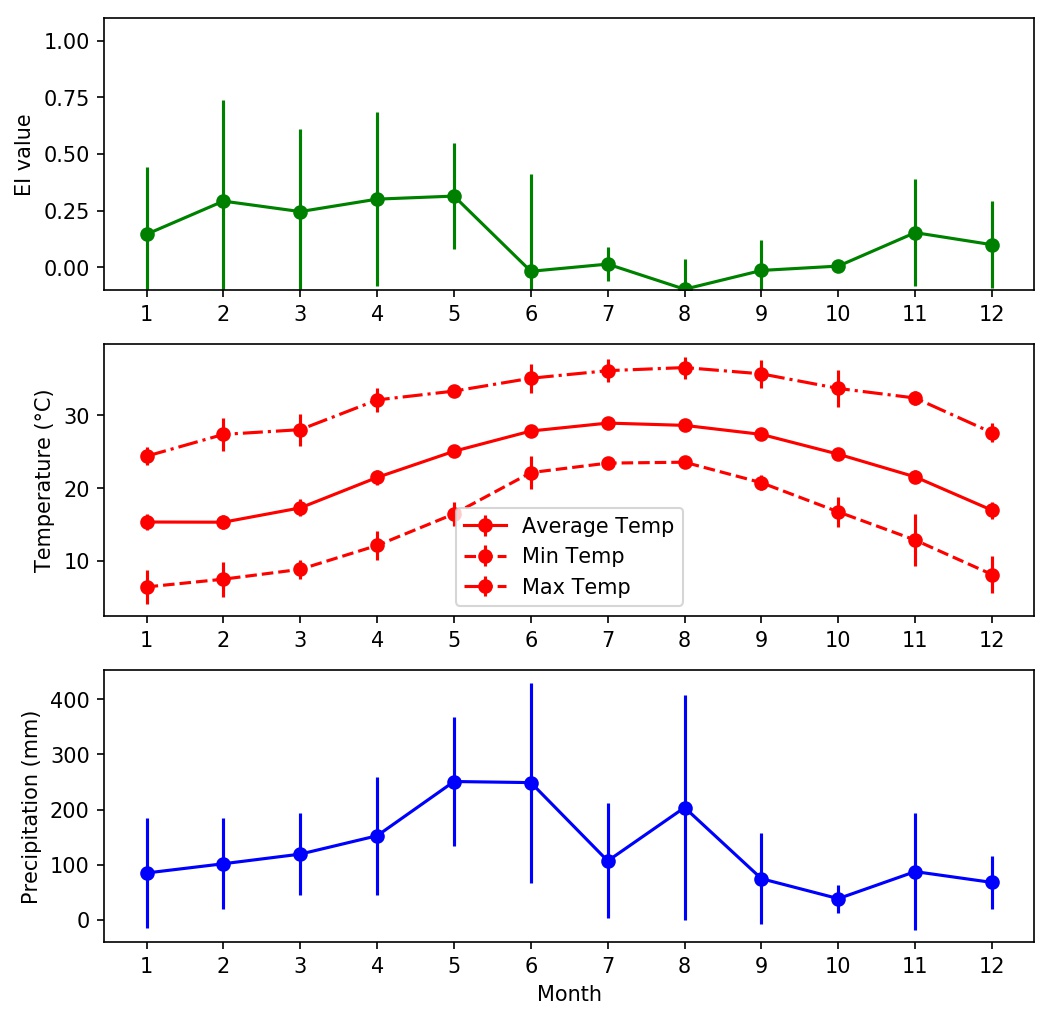 EI value
1.00
0.75
0.50
0.25
0.00
1 2 3 4 5 6 7 8 9 10 11 12
Temperature (°C)
30
20
10
Average Temp
Min Temp
Max Temp
1 2 3 4 5 6 7 8 9 10 11 12
Precipitation (mm)
400
300
200
100
0
1 2 3 4 5 6 7 8 9 10 11 12
Month